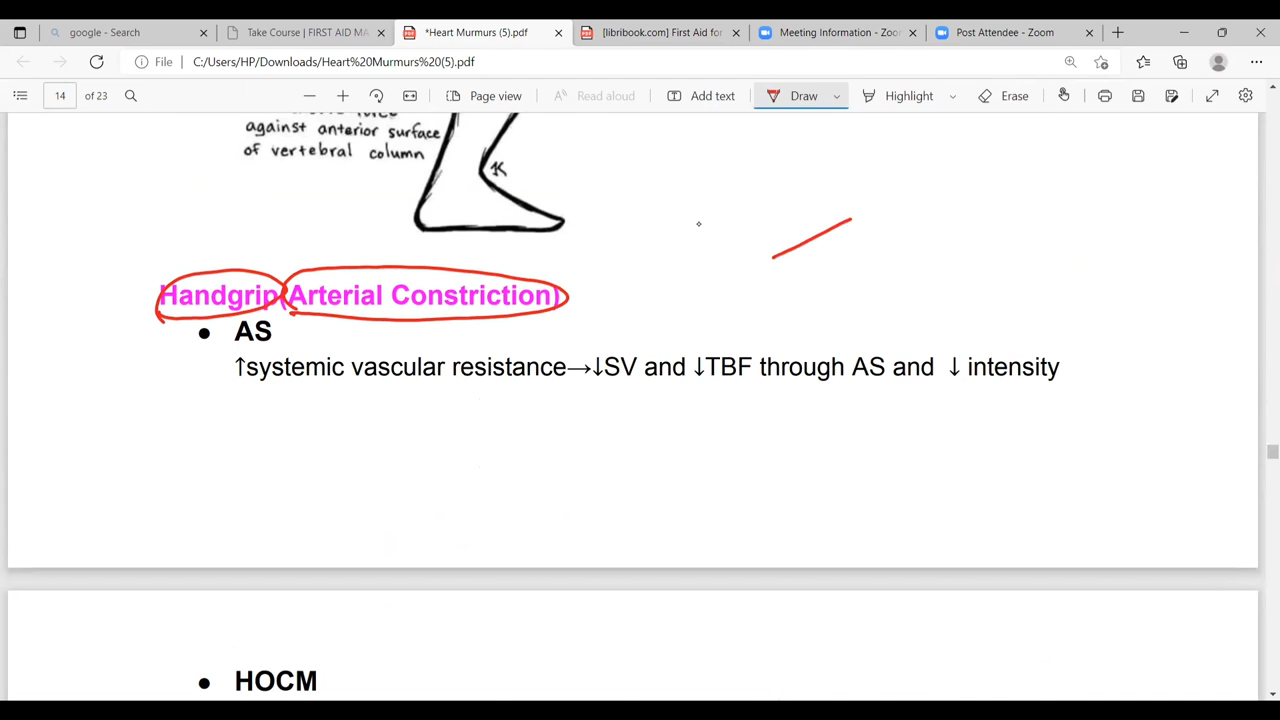 google - Search
Take Course | FIRST AID MA
*Heart Murmurs (5).pdf
[libribook.com] First Aid for
Meeting Information - Zoo
Post Attendee - Zoom
File
C:/Users/HP/Downloads/Heart%20Murmurs%20(5).pdf
14 of 23
Page view
Read aloud
Add text
Draw
Highlight
Erase
against anterior surface
of vertebral column
K
Handgrip(Arterial Constriction)
● AS
↑systemic vascular resistance→↓SV and ↓TBF through AS and ↓ intensity
● HOCM